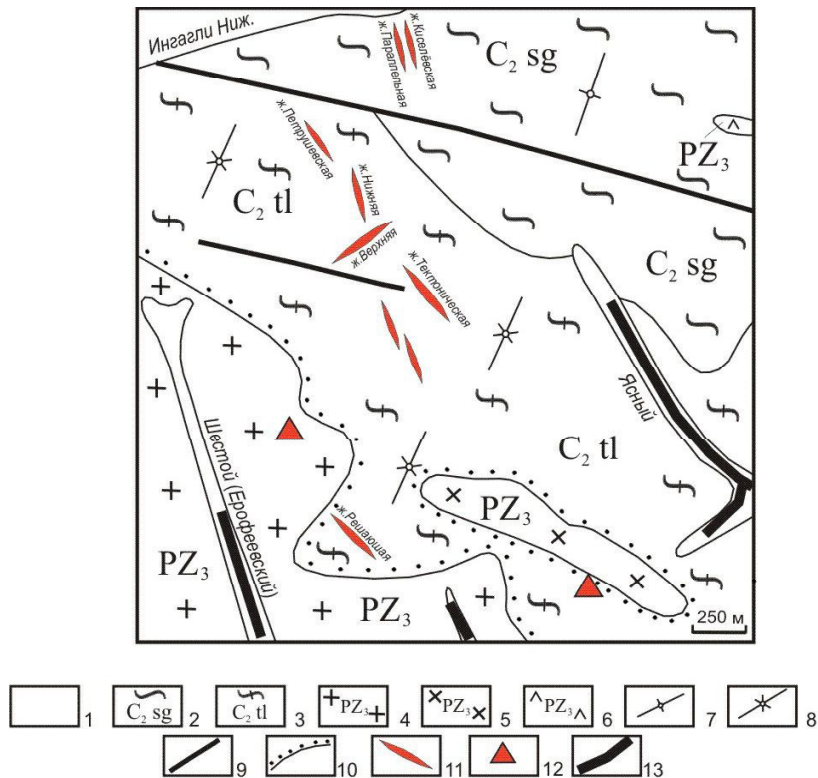 Ингагли Ниж.
ж.Параллельная
ж.Киселёвская
C₂ sg
PZ₃
ж.Петрушевская
ж.Нижняя
C₂ tl
ж.Верхняя
ж.Тектоническая
C₂ sg
Ясный
Шестой (Ерофеевский)
C₂ tl
PZ₃
ж.Решаюшая
PZ₃
PZ₃
250 м
1
C₂ sg 2
C₂ tl 3
PZ₃ 4
PZ₃ 5
PZ₃ 6
7
8
9
10
11
12
13